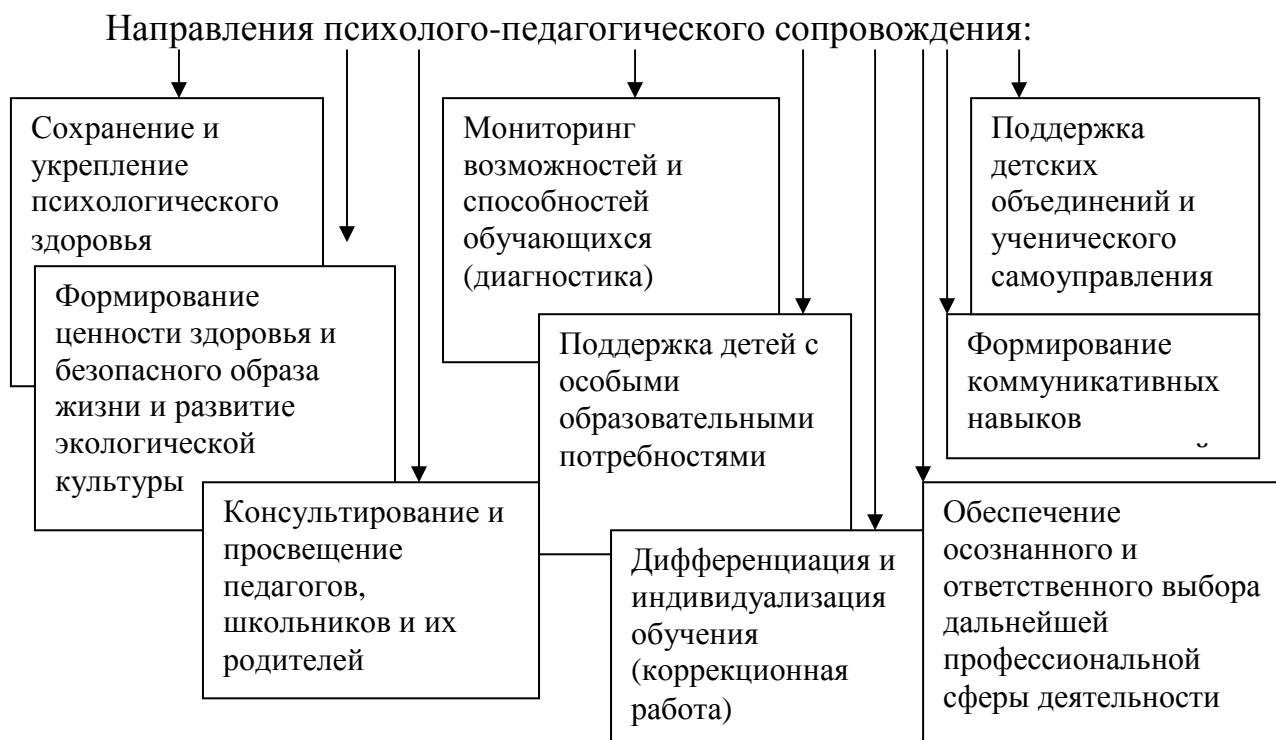 Направления психолого-педагогического сопровождения:
Сохранение и
укрепление
психологического
здоровья
Формирование
ценности здоровья и
безопасного образа
жизни и развитие
экологической
культуры
Консультирование и
просвещение
педагогов,
школьников и их
родителей
Мониторинг
возможностей и
способностей
обучающихся
(диагностика)
Поддержка детей с
особыми
образовательными
потребностями
Дифференциация и
индивидуализация
обучения
(коррекционная
работа)
Поддержка
детских
объединений и
ученического
самоуправления
Формирование
коммуникативных
навыков
Обеспечение
осознанного и
ответственного выбора
дальнейшей
профессиональной
сферы деятельности